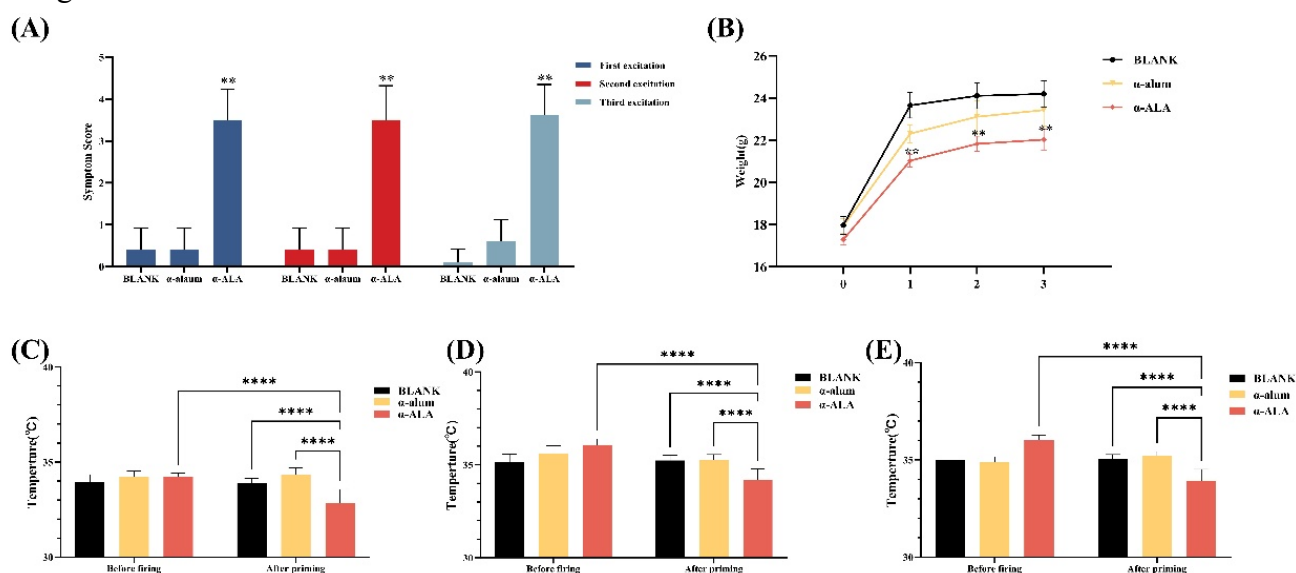 (A)
5
4
3
2
1
0
Symptom Score
**
**
**
First excitation
Second excitation
Third excitation
BLANK α-alaum α-ALA
BLANK α-alaum α-ALA
BLANK α-alaum α-ALA
(B)
26
24
22
20
18
16
Weight(g)
**
**
**
BLANK
α-alum
α-ALA
0 1 2 3
(C)
40
35
30
Temperture(℃)
****
****
****
BLANK
α-alum
α-ALA
Before firing After priming
(D)
40
35
30
Temperture(℃)
****
****
****
BLANK
α-alum
α-ALA
Before firing After priming
(E)
40
35
30
Temperture(℃)
****
****
****
BLANK
α-alum
α-ALA
Before firing After priming